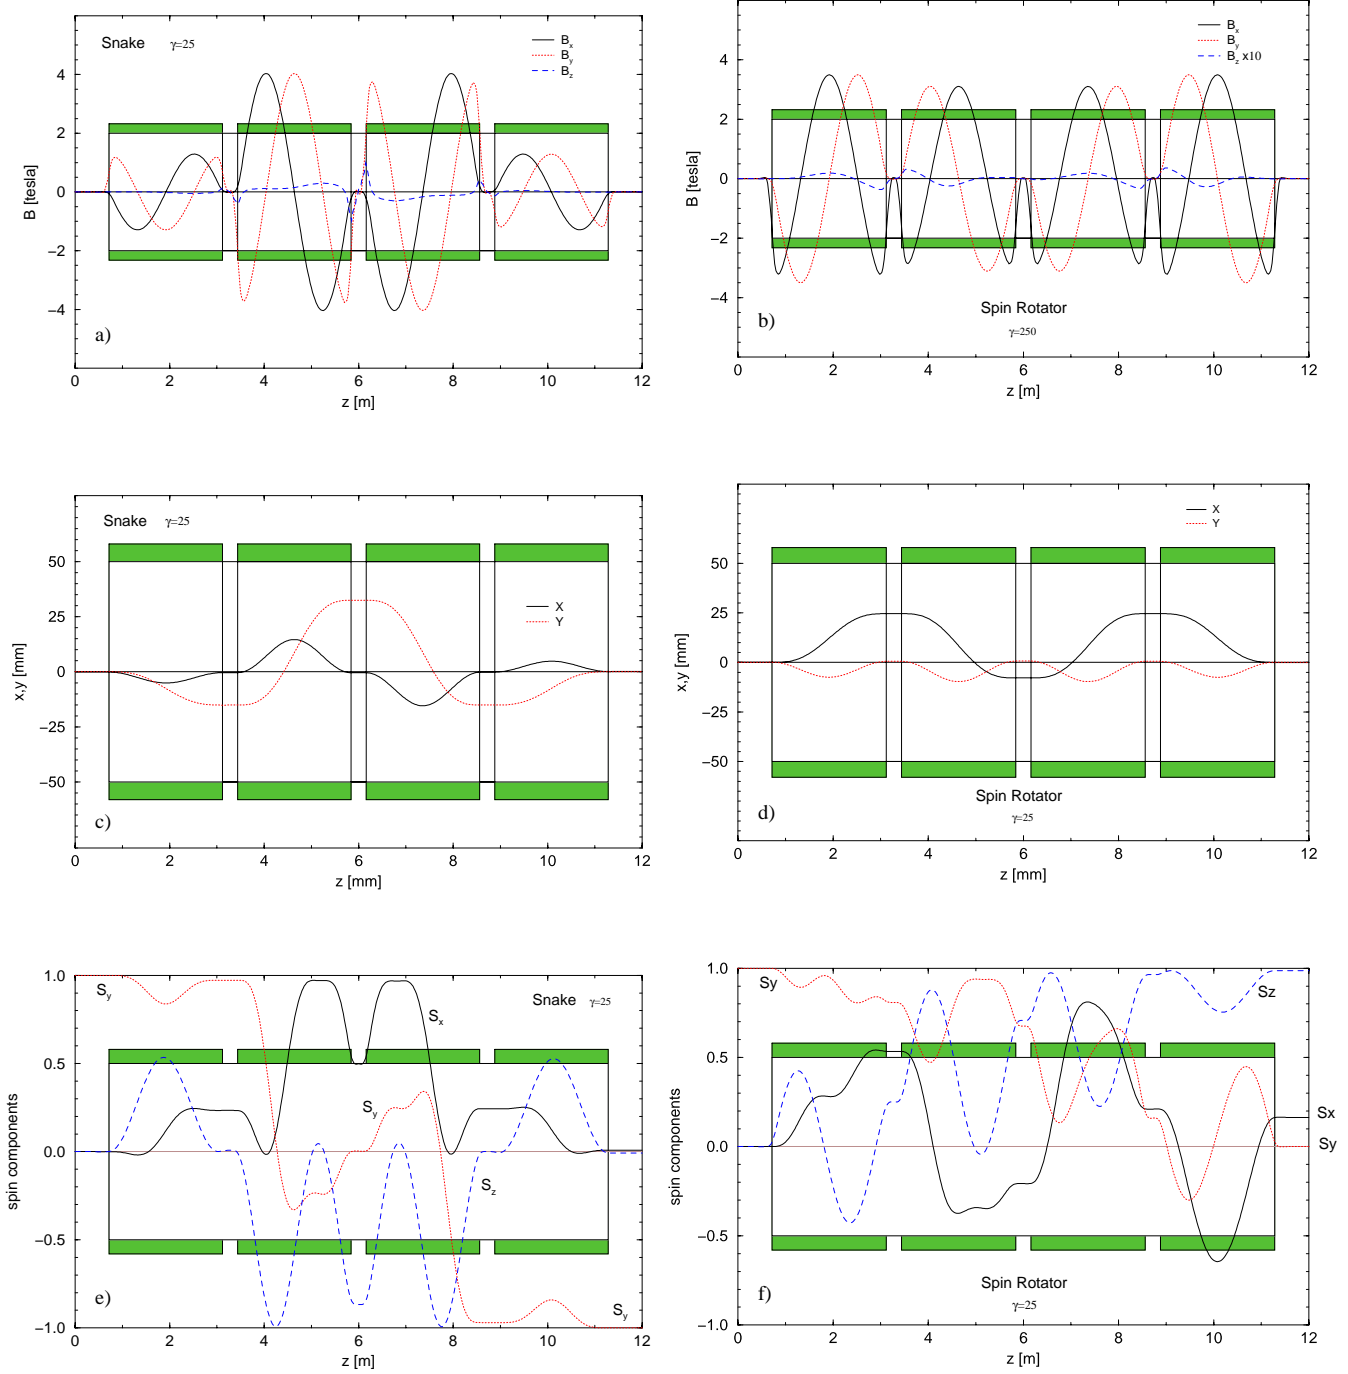 Snake γ=25
Bx
By
Bz
B [tesla]
4
2
0
−2
−4
a)
0 2 4 6 8 10 12
z [m]
Bx
By
Bz x10
B [tesla]
4
2
0
−2
−4
Spin Rotator
γ=250
b)
0 2 4 6 8 10 12
z [m]
Snake γ=25
X
Y
x,y [mm]
50
25
0
−25
−50
c)
0 2 4 6 8 10 12
z [mm]
X
Y
x,y [mm]
50
25
0
−25
−50
Spin Rotator
γ=25
d)
0 2 4 6 8 10 12
z [mm]
Sy
Snake γ=25
Sx
Sy
Sz
Sy
spin components
1.0
0.5
0.0
−0.5
−1.0
e)
0 2 4 6 8 10 12
z [m]
Sy
Sz
Sx
Sy
spin components
1.0
0.5
0.0
−0.5
−1.0
Spin Rotator
γ=25
f)
0 2 4 6 8 10 12
z [m]